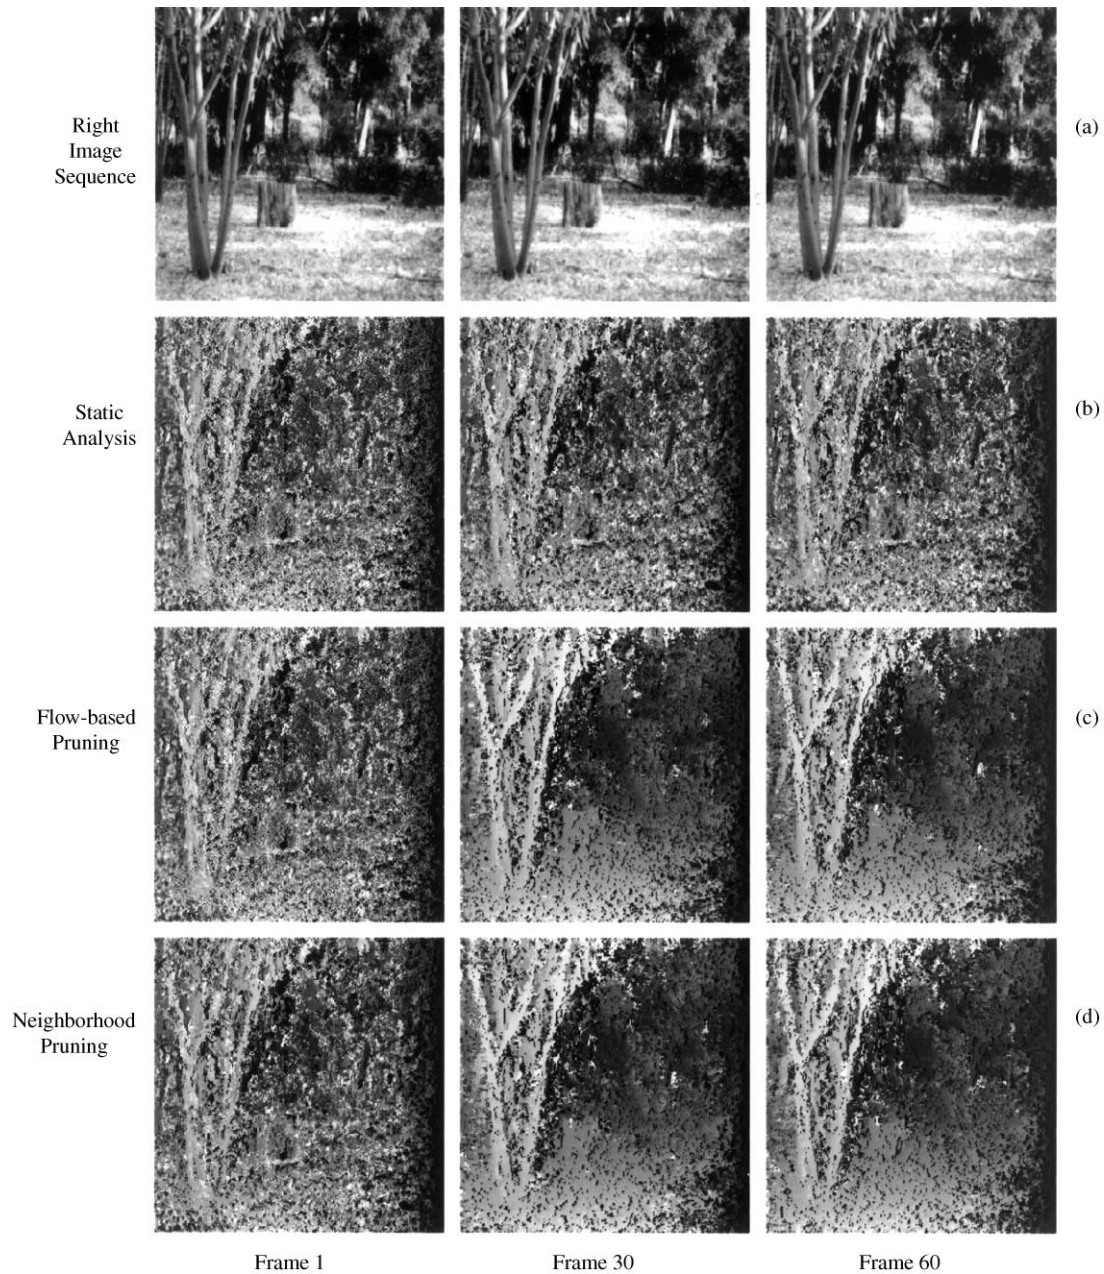 Right
Image
Sequence
(a)
Static
Analysis
(b)
Flow-based
Pruning
(c)
Neighborhood
Pruning
(d)
Frame 1
Frame 30
Frame 60